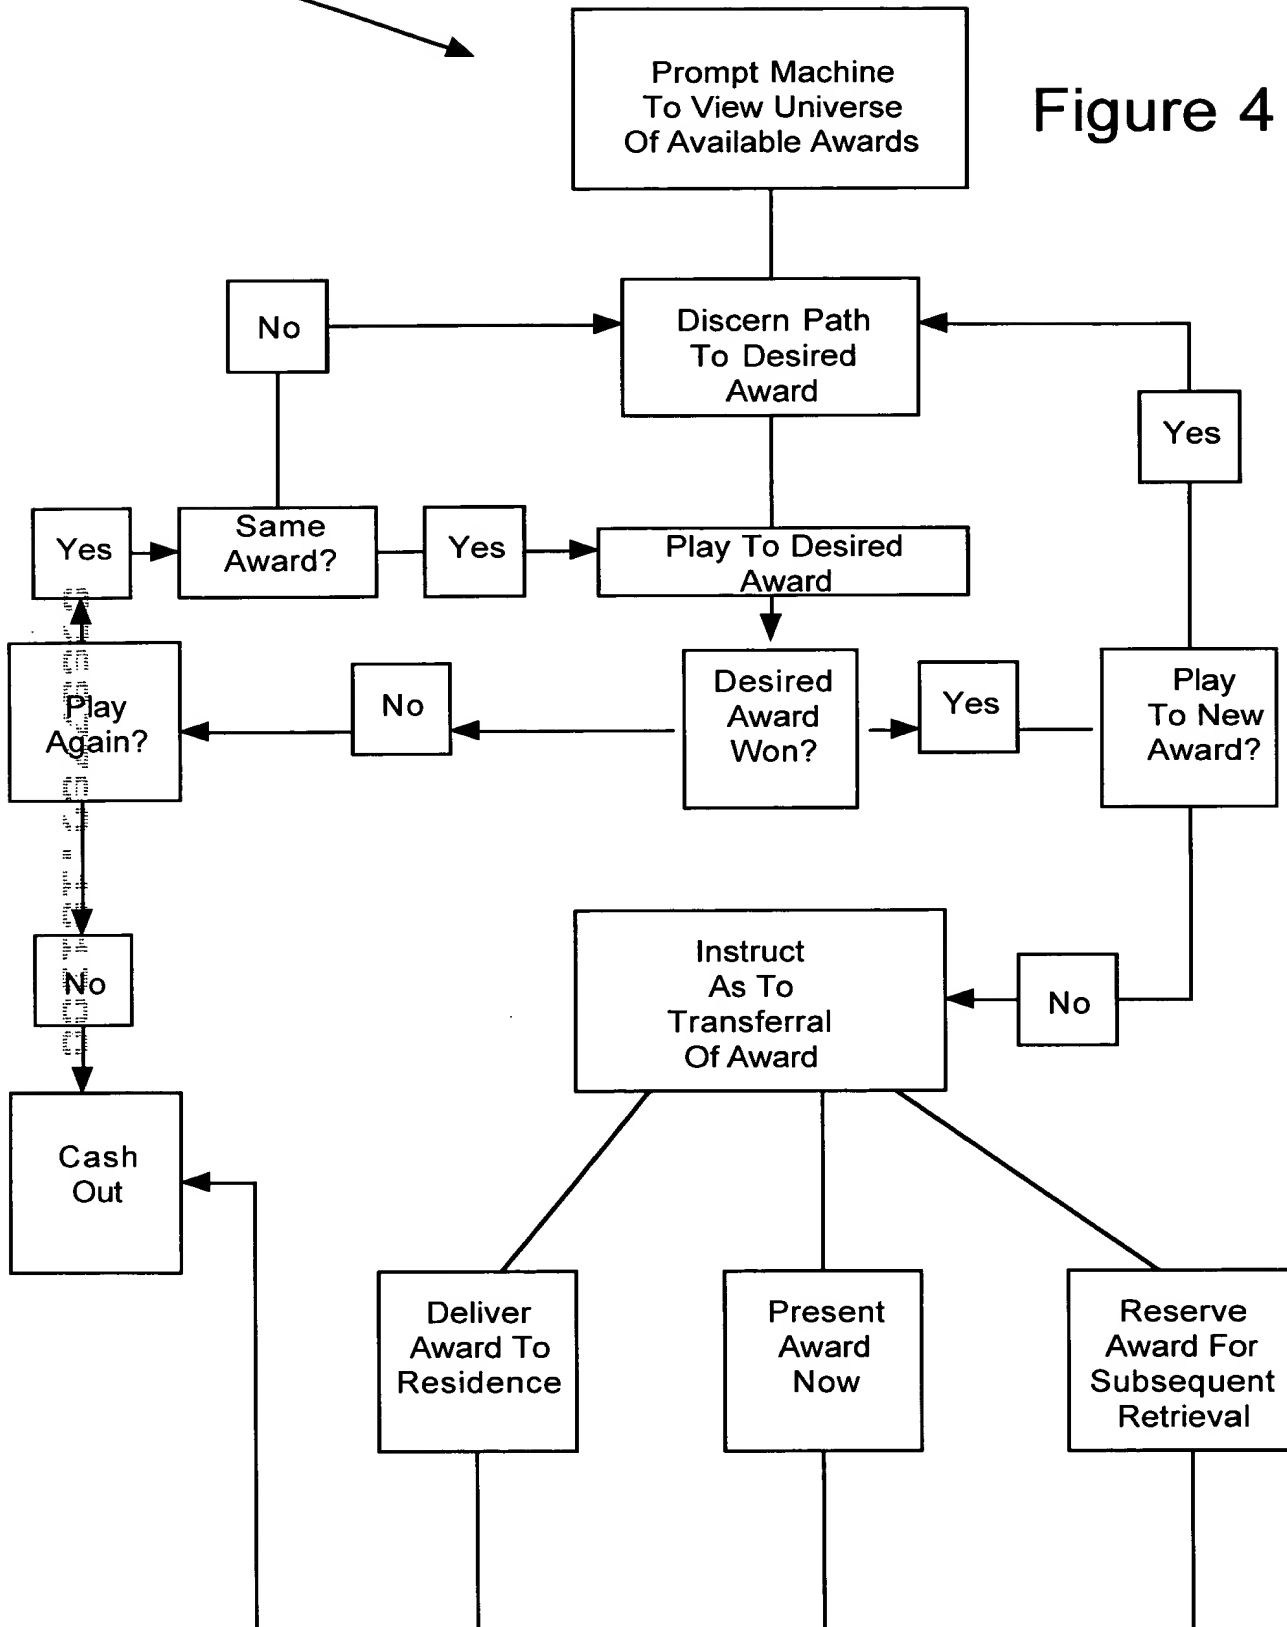 Prompt Machine
To View Universe
Of Available Awards
Figure 4
No
Discern Path
To Desired
Award
Yes
Yes
Same
Award?
Yes
Play To Desired
Award
Play
Again?
No
Desired
Award
Won?
Yes
Play
To New
Award?
No
Instruct
As To
Transferral
Of Award
No
Cash
Out
Deliver
Award To
Residence
Present
Award
Now
Reserve
Award For
Subsequent
Retrieval